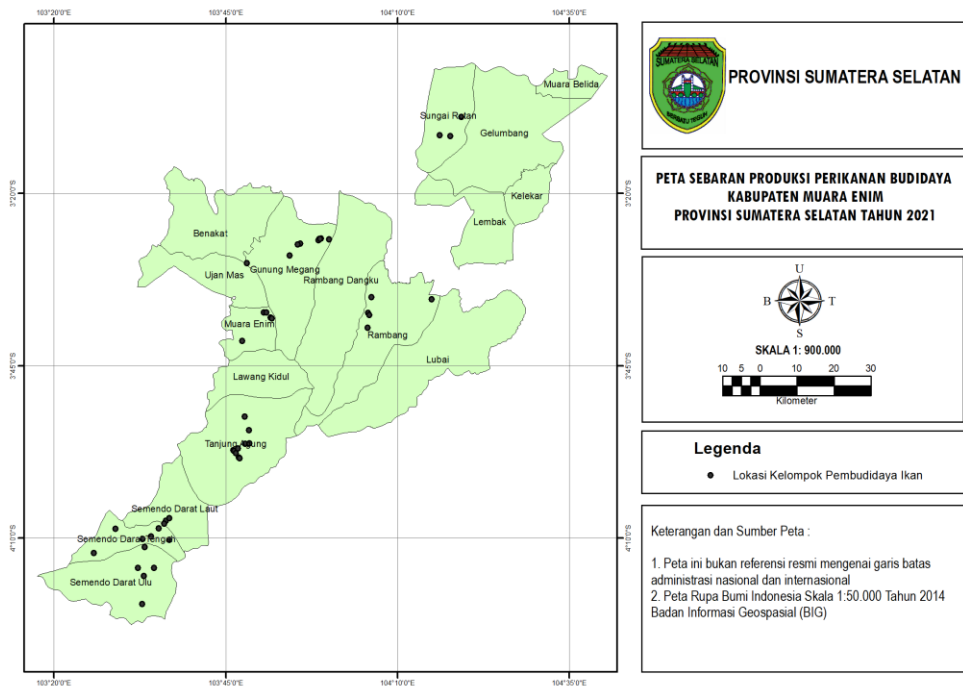 103°20'0"E
103°45'0"E
104°10'0"E
104°35'0"E
3°20'0"S
3°45'0"S
4°10'0"S
Muara Belida
Sungai Rotan
Gelumbang
Kelekar
Lembak
Benakat
Gunung Megang
Ujan Mas
Rambang Dangku
Muara Enim
Rambang
Lubai
Lawang Kidul
Tanjung Agung
Semendo Darat Laut
Semendo Darat Tengah
Semendo Darat Ulu
3°20'0"S
3°45'0"S
4°10'0"S
103°20'0"E
103°45'0"E
104°10'0"E
104°35'0"E
SUMATERA SELATAN
BERSATU TEGUH
PROVINSI SUMATERA SELATAN
PETA SEBARAN PRODUKSI PERIKANAN BUDIDAYA
KABUPATEN MUARA ENIM
PROVINSI SUMATERA SELATAN TAHUN 2021
U
B T
S
SKALA 1: 900.000
10 5 0 10 20 30
Kilometer
Legenda
Lokasi Kelompok Pembudidaya Ikan
Keterangan dan Sumber Peta :
1. Peta ini bukan referensi resmi mengenai garis batas
administrasi nasional dan internasional
2. Peta Rupa Bumi Indonesia Skala 1:50.000 Tahun 2014
Badan Informasi Geospasial (BIG)